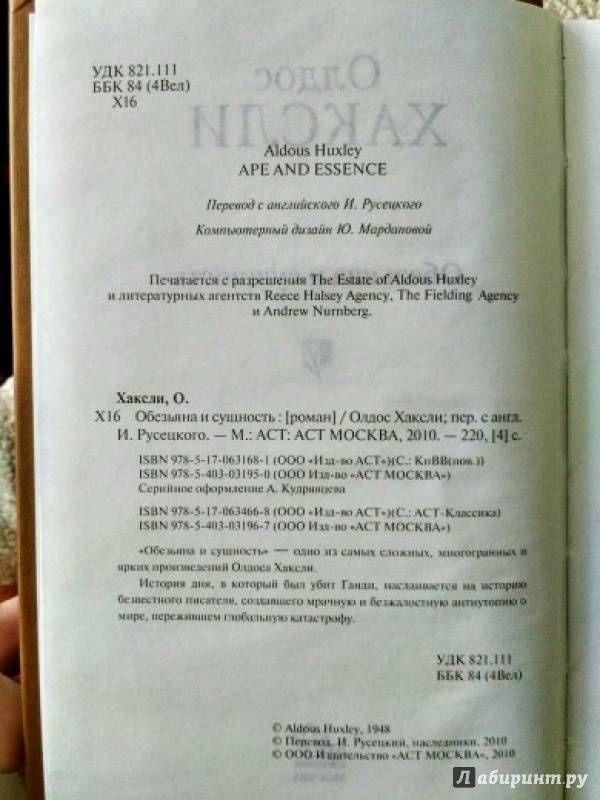 УДК 821.111
ББК 84 (4Вел)
Х16
Олдос
ХАКСЛИ
Aldous Huxley
APE AND ESSENCE
Перевод с английского И. Русецкого
Компьютерный дизайн Ю. Мардановой
Печатается с разрешения The Estate of Aldous Huxley
и литературных агентств Reece Halsey Agency, The Fielding Agency
и Andrew Nurnberg.
Хаксли, О.
Х16 Обезьяна и сущность : [роман] / Олдос Хаксли; пер. с англ.
И. Русецкого. — М.: АСТ: АСТ МОСКВА, 2010. — 220, [4] с.
ISBN 978-5-17-063168-1 (ООО «Изд-во АСТ»)(С.: КнВВ(нов.))
ISBN 978-5-403-03195-0 (ООО Изд-во «АСТ МОСКВА»)
Серийное оформление А. Кудрявцева
ISBN 978-5-17-063466-8 (ООО «Изд-во АСТ»)(С.: АСТ-Классика)
ISBN 978-5-403-03196-7 (ООО Изд-во «АСТ МОСКВА»)
«Обезьяна и сущность» — одно из самых сложных, многогранных и
ярких произведений Олдоса Хаксли.
История дня, в который был убит Ганди, наслаивается на историю
безвестного писателя, создавшего мрачную и безжалостную антиутопию о
мире, пережившем глобальную катастрофу.
УДК 821.111
ББК 84 (4Вел)
© Aldous Huxley, 1948
© Перевод. И. Русецкий, наследники, 2010
© ООО Издательство «АСТ МОСКВА», 2010
Лабиринт.ру